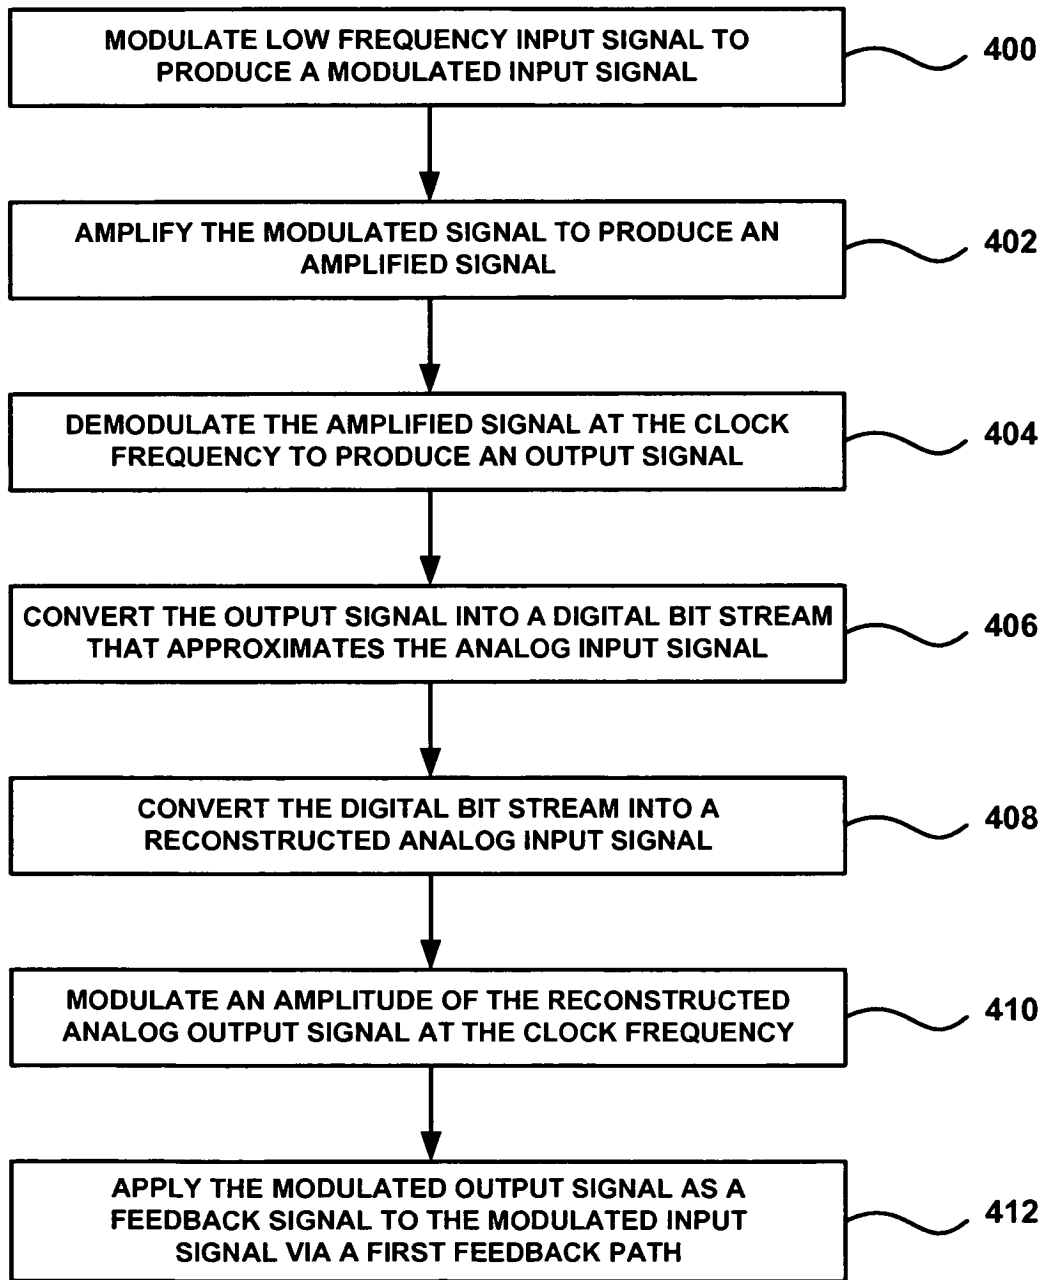 MODULATE LOW FREQUENCY INPUT SIGNAL TO
PRODUCE A MODULATED INPUT SIGNAL
400
AMPLIFY THE MODULATED SIGNAL TO PRODUCE AN
AMPLIFIED SIGNAL
402
DEMODULATE THE AMPLIFIED SIGNAL AT THE CLOCK
FREQUENCY TO PRODUCE AN OUTPUT SIGNAL
404
CONVERT THE OUTPUT SIGNAL INTO A DIGITAL BIT STREAM
THAT APPROXIMATES THE ANALOG INPUT SIGNAL
406
CONVERT THE DIGITAL BIT STREAM INTO A
RECONSTRUCTED ANALOG INPUT SIGNAL
408
MODULATE AN AMPLITUDE OF THE RECONSTRUCTED
ANALOG OUTPUT SIGNAL AT THE CLOCK FREQUENCY
410
APPLY THE MODULATED OUTPUT SIGNAL AS A
FEEDBACK SIGNAL TO THE MODULATED INPUT
SIGNAL VIA A FIRST FEEDBACK PATH
412